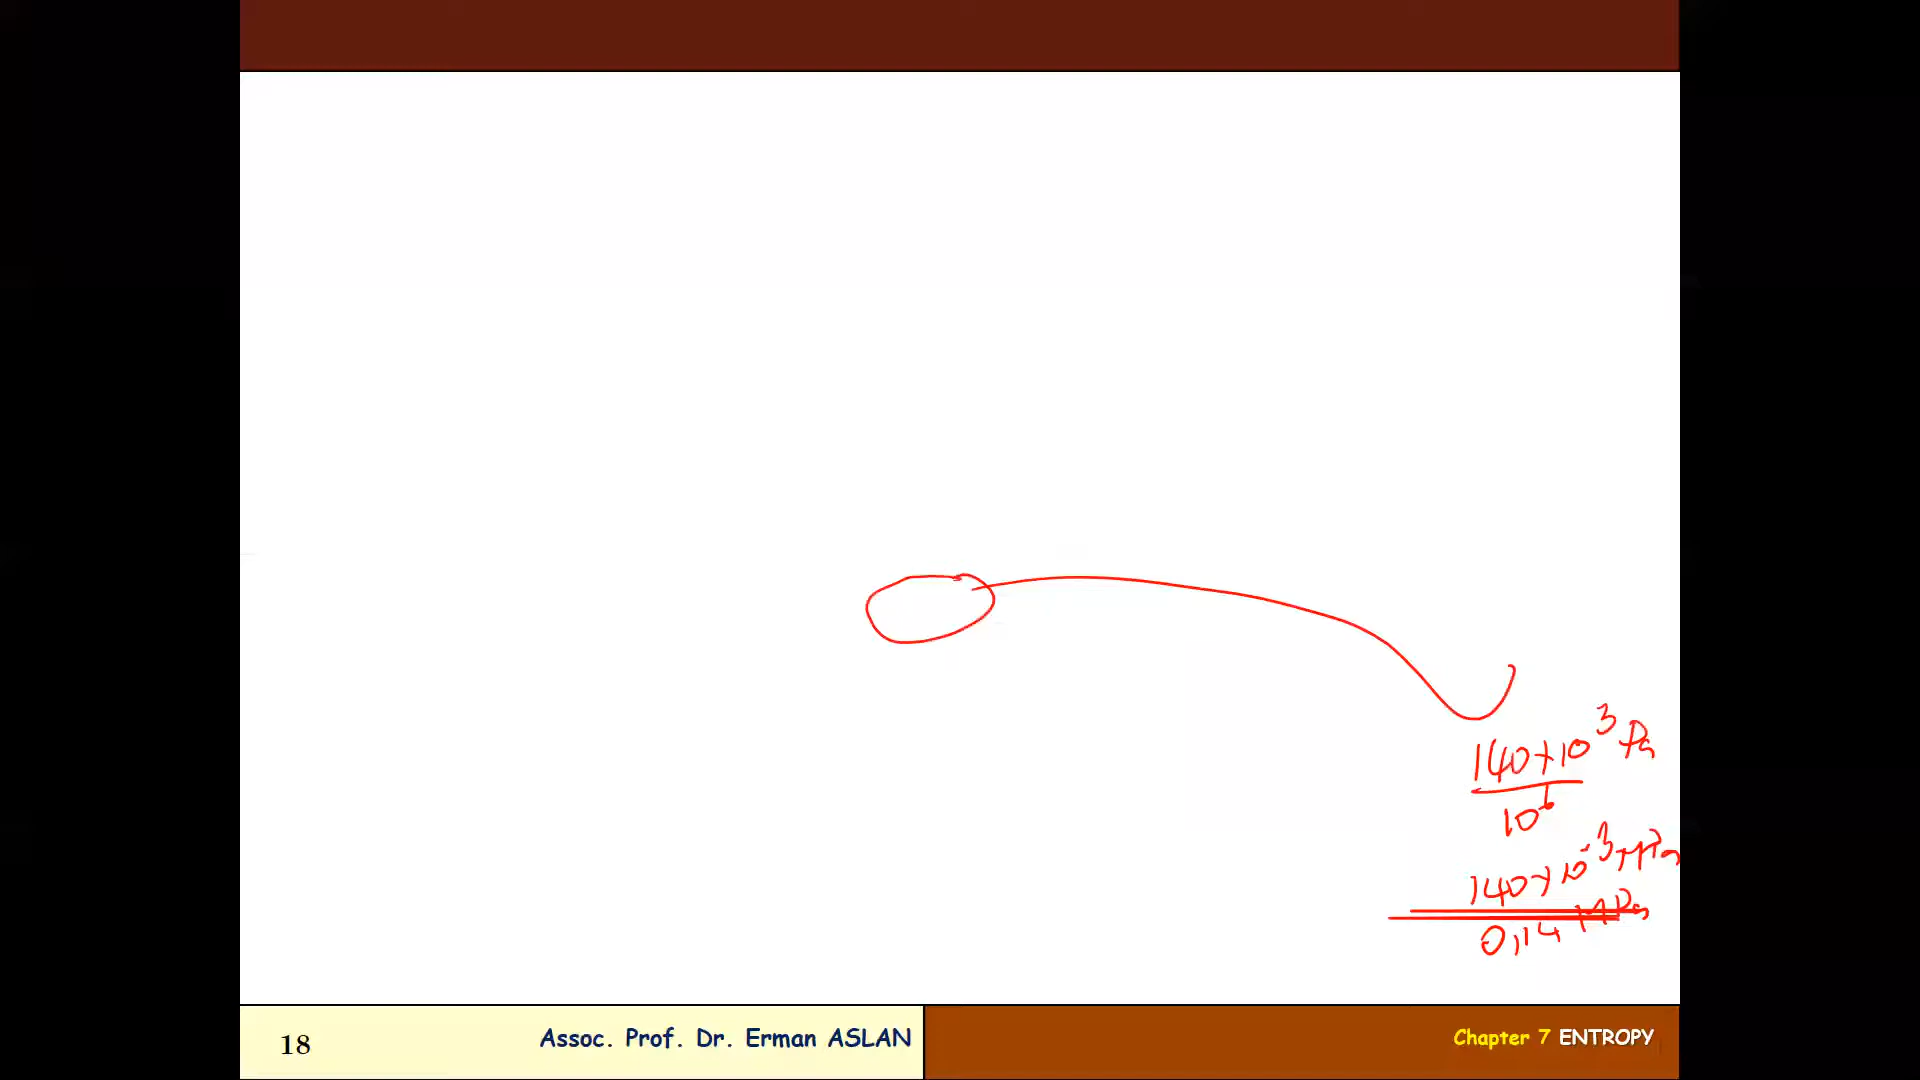 140×10³ Pa
10⁶
140×10⁻³ MPa
0,14 MPa
18
Assoc. Prof. Dr. Erman ASLAN
Chapter 7 ENTROPY